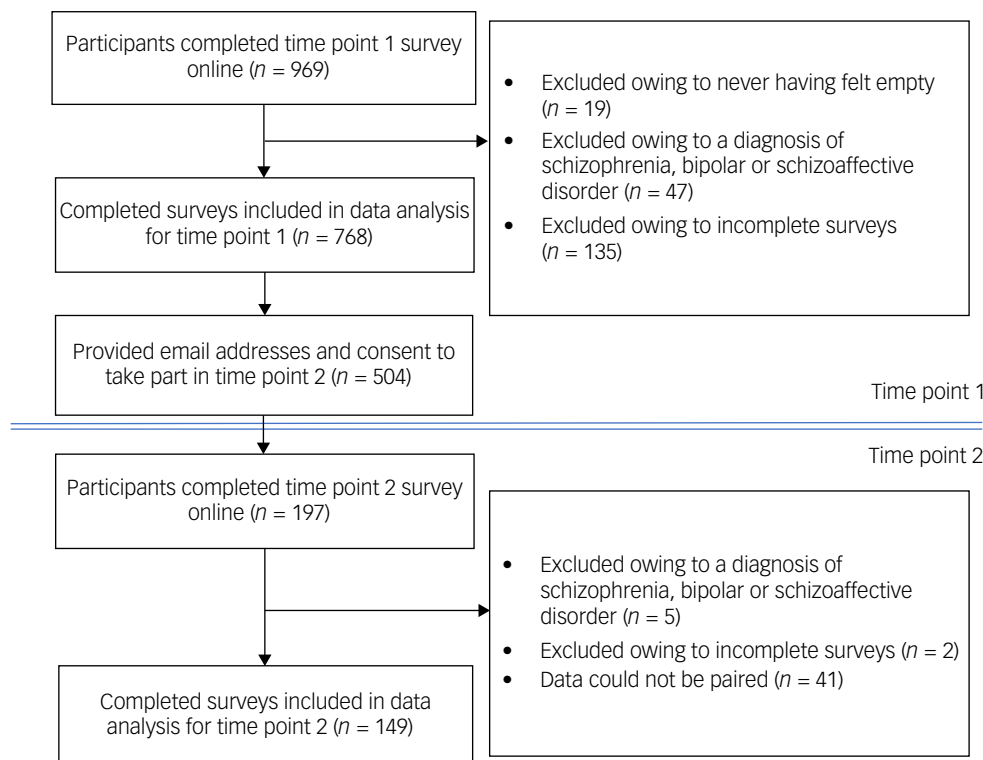 Participants completed time point 1 survey
online (n = 969)
• Excluded owing to never having felt empty
(n = 19)
• Excluded owing to a diagnosis of
schizophrenia, bipolar or schizoaffective
disorder (n = 47)
• Excluded owing to incomplete surveys
(n = 135)
Completed surveys included in data analysis
for time point 1 (n = 768)
Provided email addresses and consent to
take part in time point 2 (n = 504)
Time point 1
Time point 2
Participants completed time point 2 survey
online (n = 197)
• Excluded owing to a diagnosis of
schizophrenia, bipolar or schizoaffective
disorder (n = 5)
• Excluded owing to incomplete surveys (n = 2)
• Data could not be paired (n = 41)
Completed surveys included in data
analysis for time point 2 (n = 149)